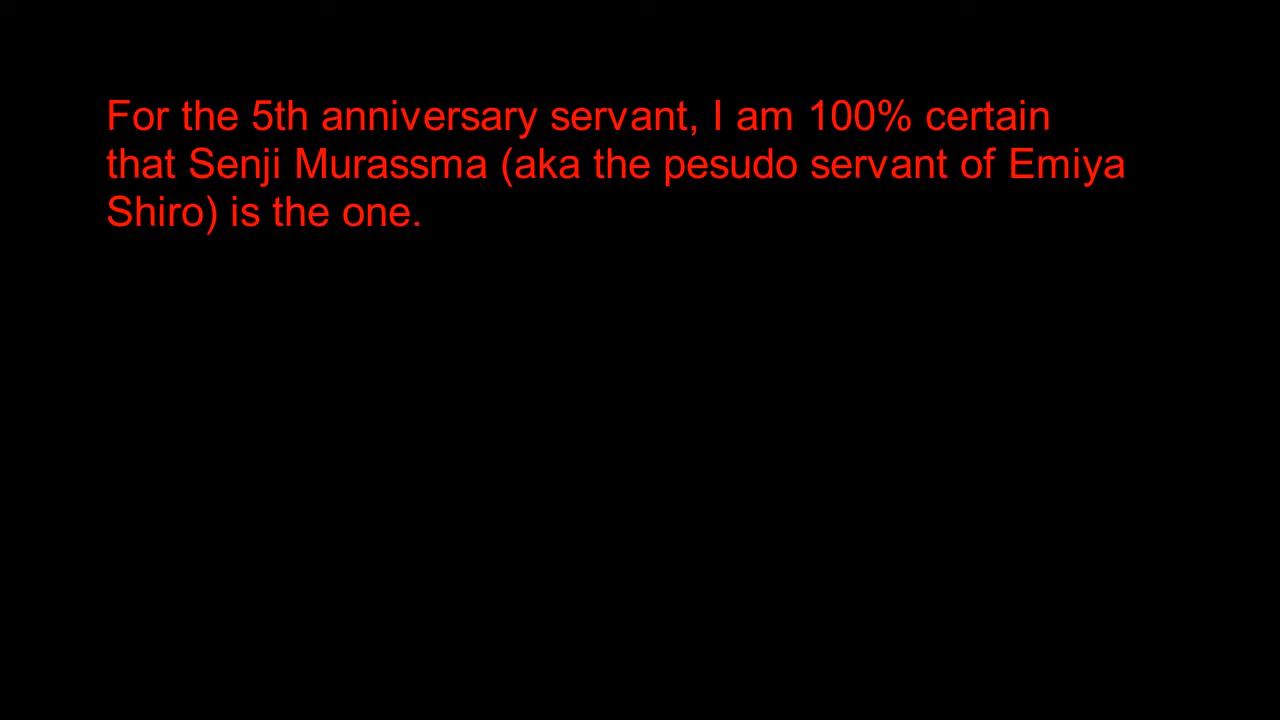 For the 5th anniversary servant, I am 100% certain
that Senji Murassma (aka the pesudo servant of Emiya
Shiro) is the one.